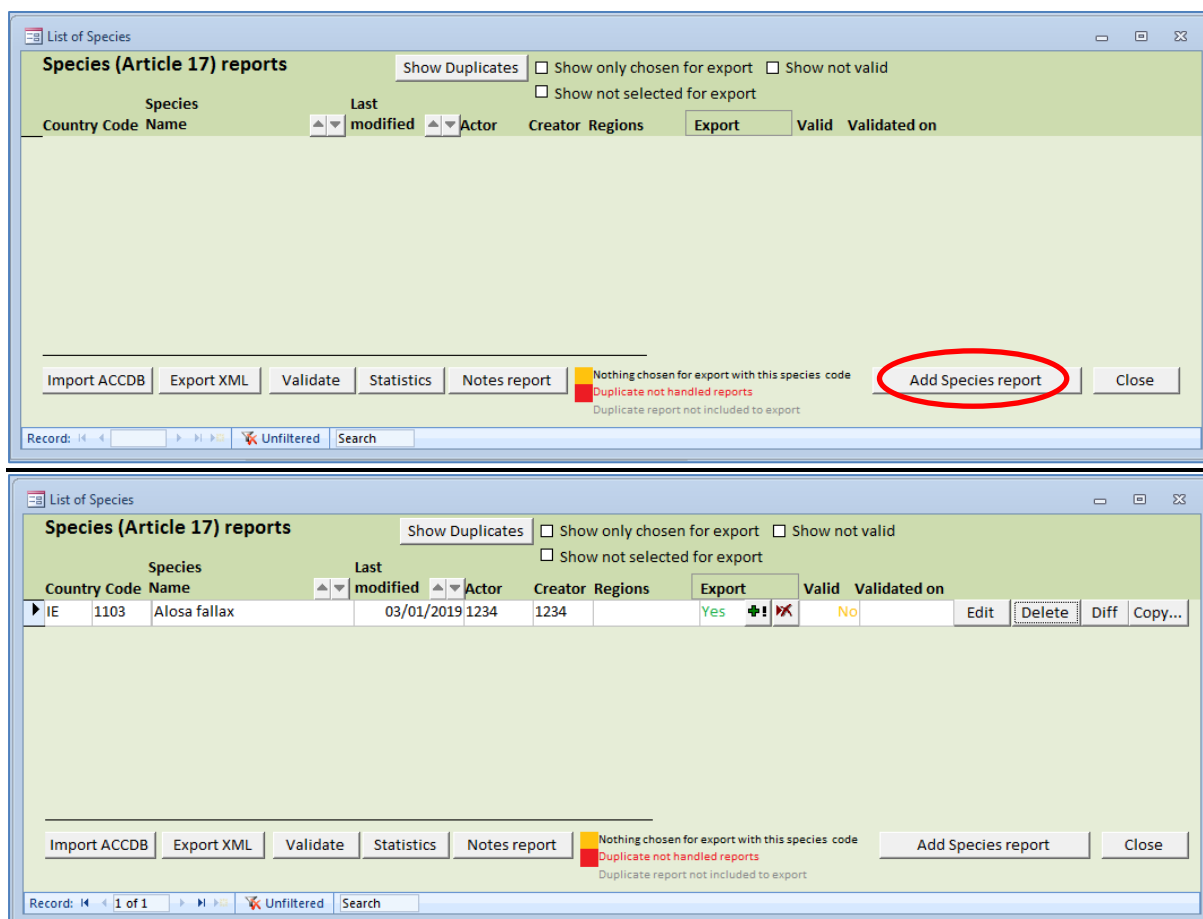 List of Species
Species (Article 17) reports Show Duplicates Show only chosen for export Show not valid
Show not selected for export
Species Last
Country Code Name modified Actor Creator Regions Export Valid Validated on
Import ACCDB Export XML Validate Statistics Notes report Nothing chosen for export with this species code Add Species report Close
Duplicate not handled reports
Duplicate report not included to export
Record: Unfiltered Search
List of Species
Species (Article 17) reports Show Duplicates Show only chosen for export Show not valid
Show not selected for export
Species Last
Country Code Name modified Actor Creator Regions Export Valid Validated on
IE 1103 Alosa fallax 03/01/2019 1234 1234 Yes No Edit Delete Diff Copy...
Import ACCDB Export XML Validate Statistics Notes report Nothing chosen for export with this species code Add Species report Close
Duplicate not handled reports
Duplicate report not included to export
Record: 1 of 1 Unfiltered Search